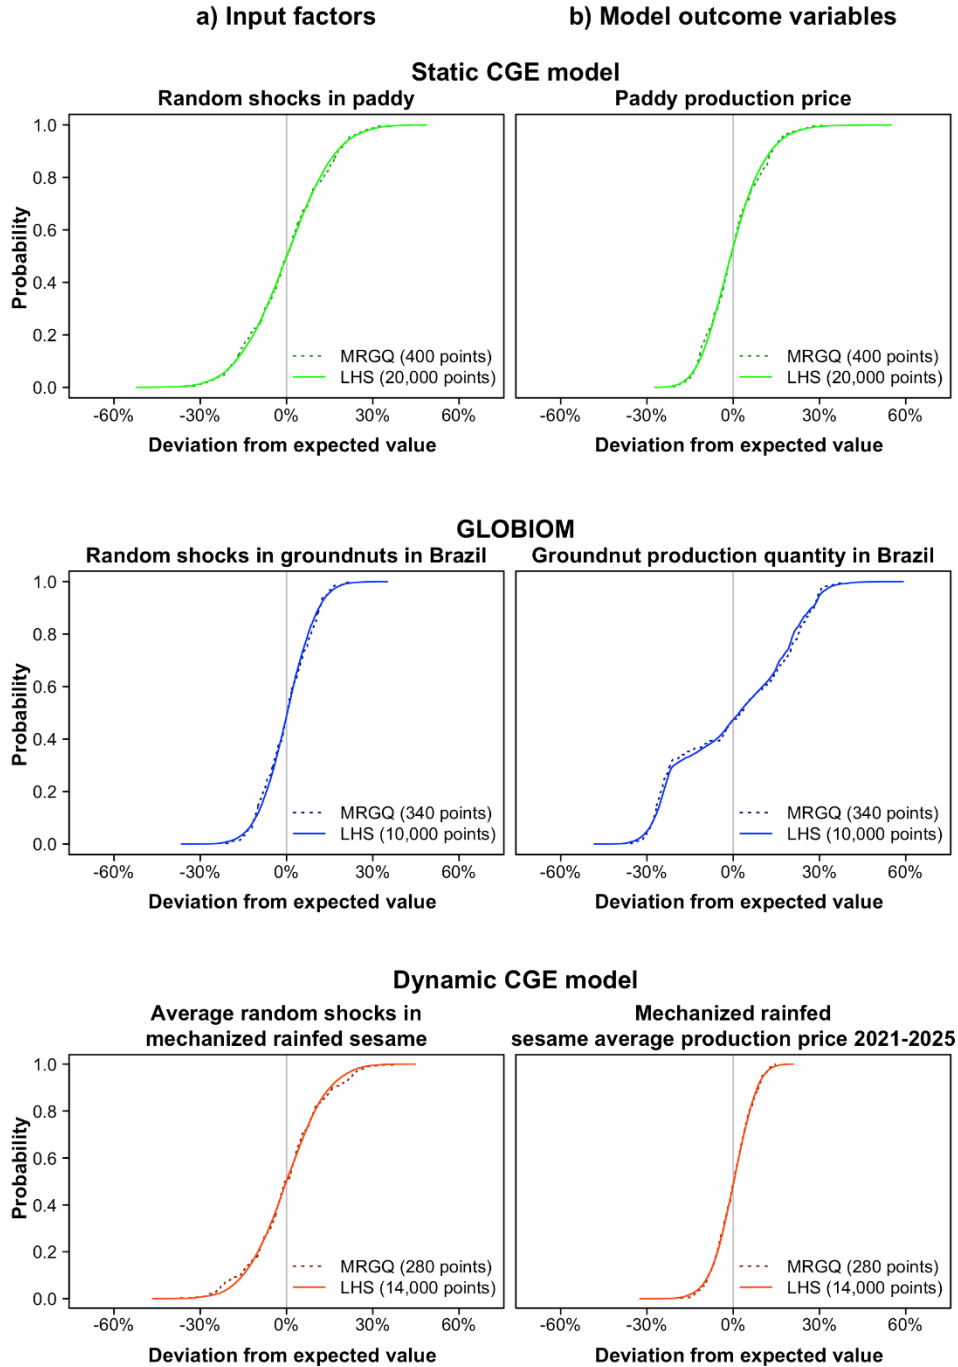 a) Input factors
b) Model outcome variables
Static CGE model
Random shocks in paddy
Paddy production price
Probability
1.0
0.8
0.6
0.4
0.2
0.0
MRGQ (400 points)
LHS (20,000 points)
MRGQ (400 points)
LHS (20,000 points)
-60% -30% 0% 30% 60%
-60% -30% 0% 30% 60%
Deviation from expected value
Deviation from expected value
GLOBIOM
Random shocks in groundnuts in Brazil
Groundnut production quantity in Brazil
Probability
1.0
0.8
0.6
0.4
0.2
0.0
MRGQ (340 points)
LHS (10,000 points)
MRGQ (340 points)
LHS (10,000 points)
-60% -30% 0% 30% 60%
-60% -30% 0% 30% 60%
Deviation from expected value
Deviation from expected value
Dynamic CGE model
Average random shocks in
mechanized rainfed sesame
Mechanized rainfed
sesame average production price 2021-2025
Probability
1.0
0.8
0.6
0.4
0.2
0.0
MRGQ (280 points)
LHS (14,000 points)
MRGQ (280 points)
LHS (14,000 points)
-60% -30% 0% 30% 60%
-60% -30% 0% 30% 60%
Deviation from expected value
Deviation from expected value